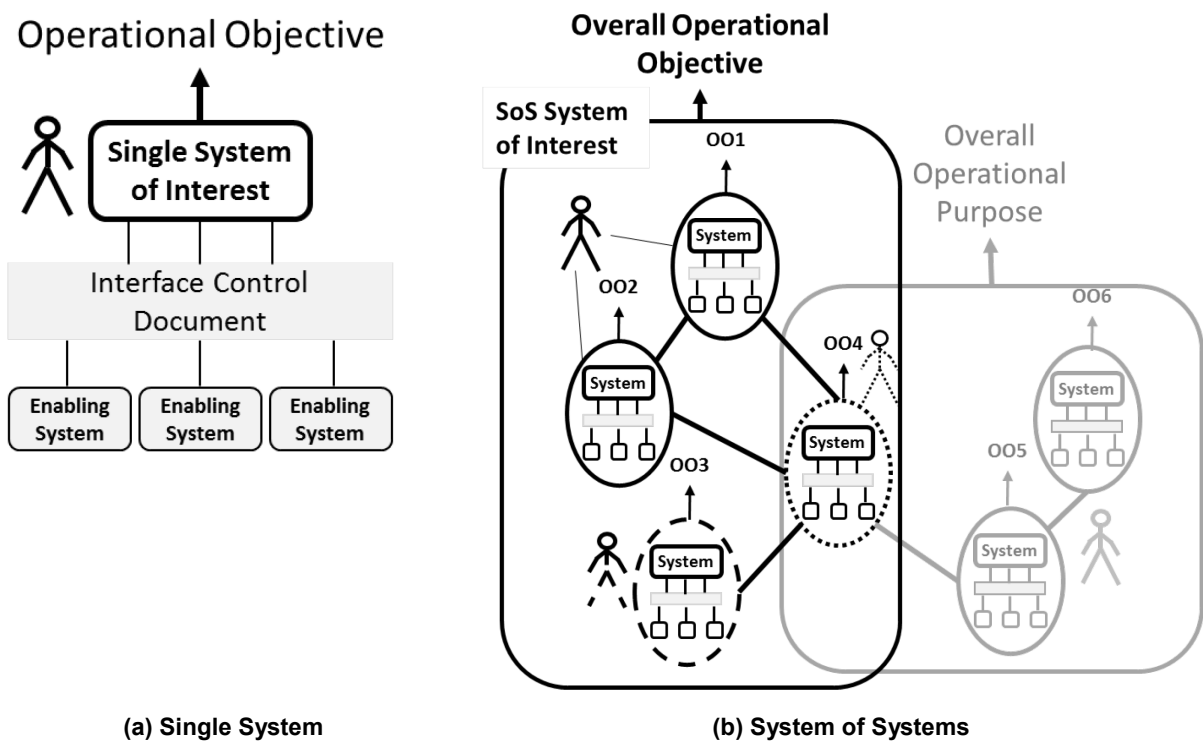 Operational Objective
Single System
of Interest
Interface Control
Document
Enabling
System
Enabling
System
Enabling
System
(a) Single System
Overall Operational
Objective
SoS System
of Interest
OO1
System
OO2
System
OO3
System
OO4
System
Overall
Operational
Purpose
OO5
System
OO6
System
(b) System of Systems